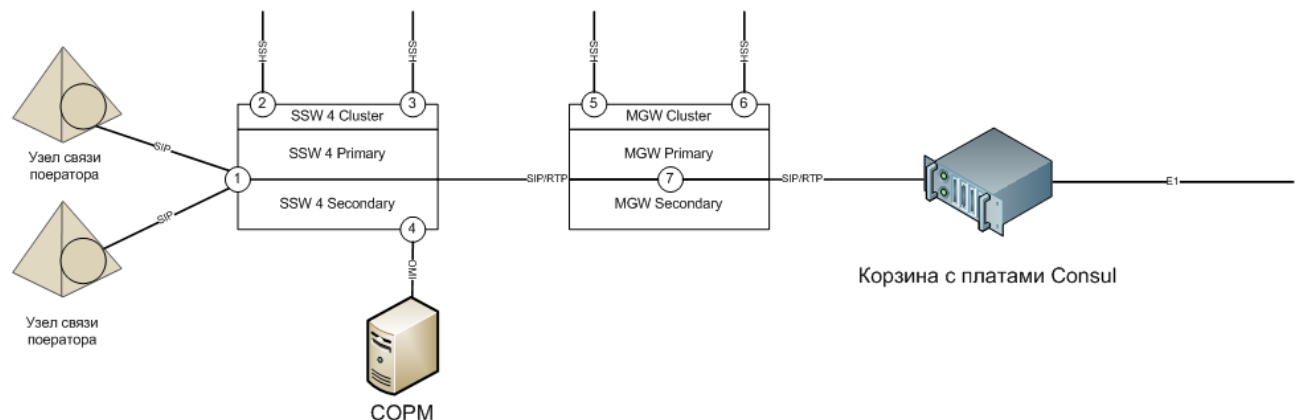 SSH
SSH
SSH
SSH
2
3
5
6
SSW 4 Cluster
MGW Cluster
SIP
SSW 4 Primary
MGW Primary
Узел связи
поератора
1
SIP/RTP
7
SIP/RTP
E1
SIP
SSW 4 Secondary
MGW Secondary
4
OMI
Корзина с платами Consul
Узел связи
поератора
СОРМ